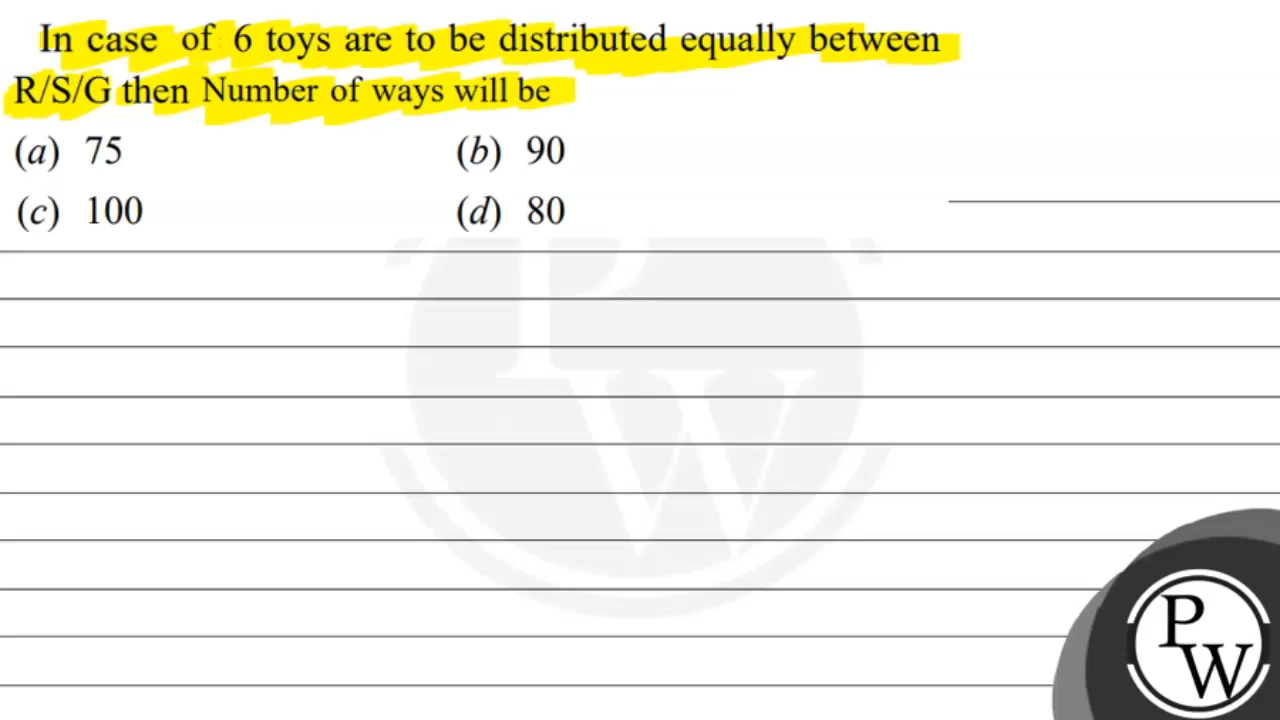 In case of 6 toys are to be distributed equally between
R/S/G then Number of ways will be
(a) 75 (b) 90
(c) 100 (d) 80
P
W
P
W